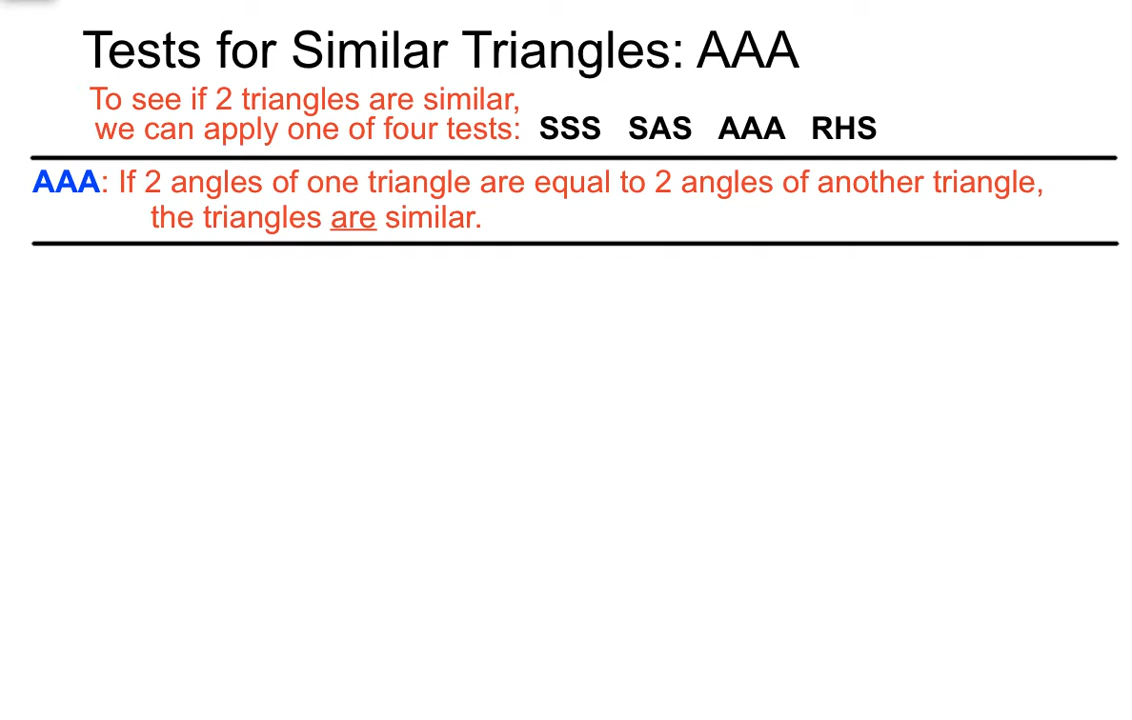 Tests for Similar Triangles: AAA
To see if 2 triangles are similar,
we can apply one of four tests: SSS SAS AAA RHS
AAA: If 2 angles of one triangle are equal to 2 angles of another triangle,
the triangles are similar.